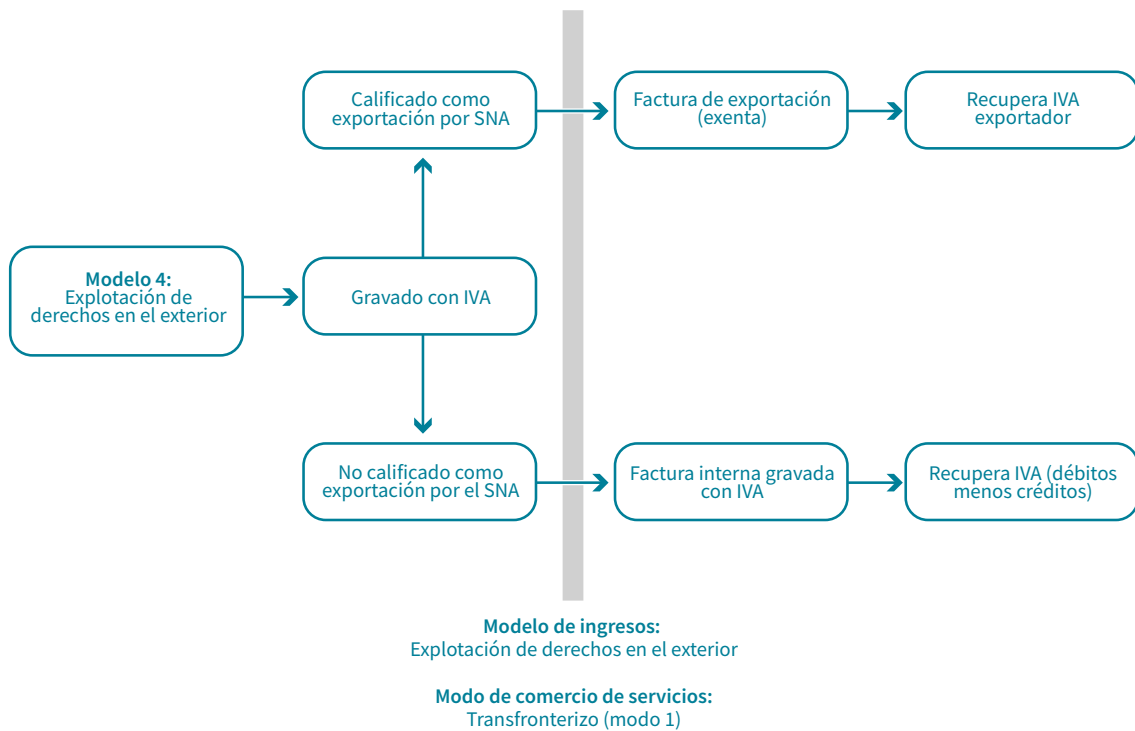 Calificado como
exportación por SNA
Factura de exportación
(exenta)
Recupera IVA
exportador
Modelo 4:
Explotación de
derechos en el exterior
Gravado con IVA
No calificado como
exportación por el SNA
Factura interna gravada
con IVA
Recupera IVA (débitos
menos créditos)
Modelo de ingresos:
Explotación de derechos en el exterior
Modo de comercio de servicios:
Transfronterizo (modo 1)